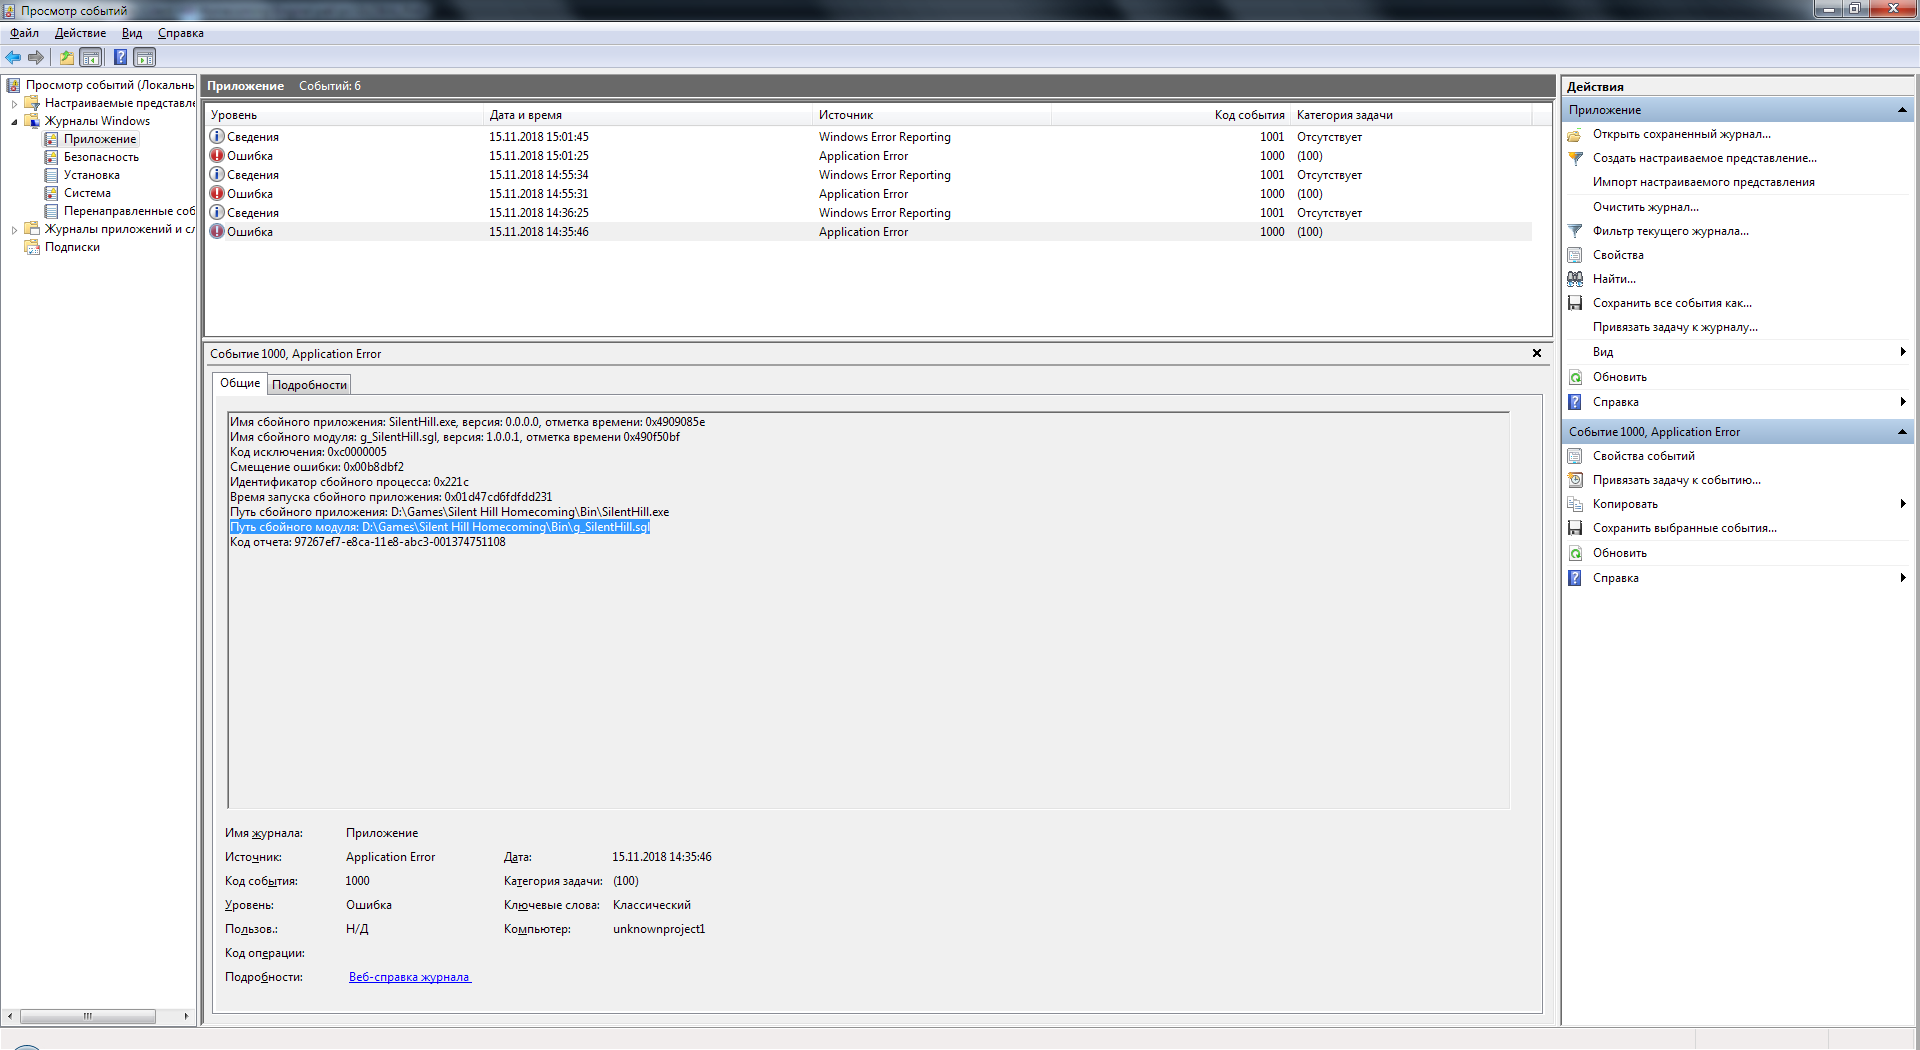 Просмотр событий
Файл Действие Вид Справка
Просмотр событий (Локальнь
Настраиваемые представле
Журналы Windows
Приложение
Безопасность
Установка
Система
Перенаправленные соб
Журналы приложений и сл
Подписки
Приложение Событий: 6
Уровень Дата и время Источник Код события Категория задачи
Сведения 15.11.2018 15:01:45 Windows Error Reporting 1001 Отсутствует
Ошибка 15.11.2018 15:01:25 Application Error 1000 (100)
Сведения 15.11.2018 14:55:34 Windows Error Reporting 1001 Отсутствует
Ошибка 15.11.2018 14:55:31 Application Error 1000 (100)
Сведения 15.11.2018 14:36:25 Windows Error Reporting 1001 Отсутствует
Ошибка 15.11.2018 14:35:46 Application Error 1000 (100)
Событие 1000, Application Error
Общие Подробности
Имя сбойного приложения: SilentHill.exe, версия: 0.0.0.0, отметка времени: 0x4909085e
Имя сбойного модуля: g_SilentHill.sgl, версия: 1.0.0.1, отметка времени 0x490f50bf
Код исключения: 0xc0000005
Смещение ошибки: 0x00b8dbf2
Идентификатор сбойного процесса: 0x221c
Время запуска сбойного приложения: 0x01d47cd6fdfdd231
Путь сбойного приложения: D:\Games\Silent Hill Homecoming\Bin\SilentHill.exe
Путь сбойного модуля: D:\Games\Silent Hill Homecoming\Bin\g_SilentHill.sgl
Код отчета: 97267ef7-e8ca-11e8-abc3-001374751108
Имя журнала: Приложение
Источник: Application Error Дата: 15.11.2018 14:35:46
Код события: 1000 Категория задачи: (100)
Уровень: Ошибка Ключевые слова: Классический
Пользов.: Н/Д Компьютер: unknownproject1
Код операции:
Подробности: Веб-справка журнала
Действия
Приложение
Открыть сохраненный журнал...
Создать настраиваемое представление...
Импорт настраиваемого представления
Очистить журнал...
Фильтр текущего журнала...
Свойства
Найти...
Сохранить все события как...
Привязать задачу к журналу...
Вид
Обновить
Справка
Событие 1000, Application Error
Свойства событий
Привязать задачу к событию...
Копировать
Сохранить выбранные события...
Обновить
Справка